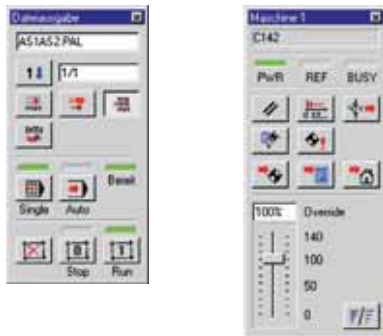 Dateiausgabe
AS1AS2.PAL
1/1
Bereit
Single Auto
Stop Run
Maschine 1
C142
PWR REF BUSY
100% Override
140
100
50
0